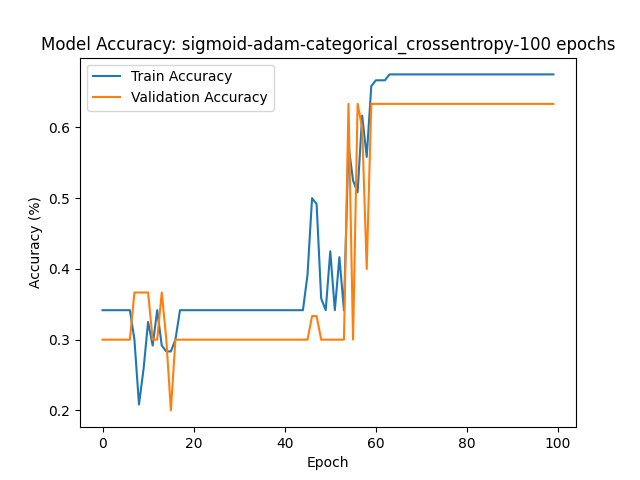 Model Accuracy: sigmoid-adam-categorical_crossentropy-100 epochs
Train Accuracy
Validation Accuracy
Accuracy (%)
0.6
0.5
0.4
0.3
0.2
0 20 40 60 80 100
Epoch